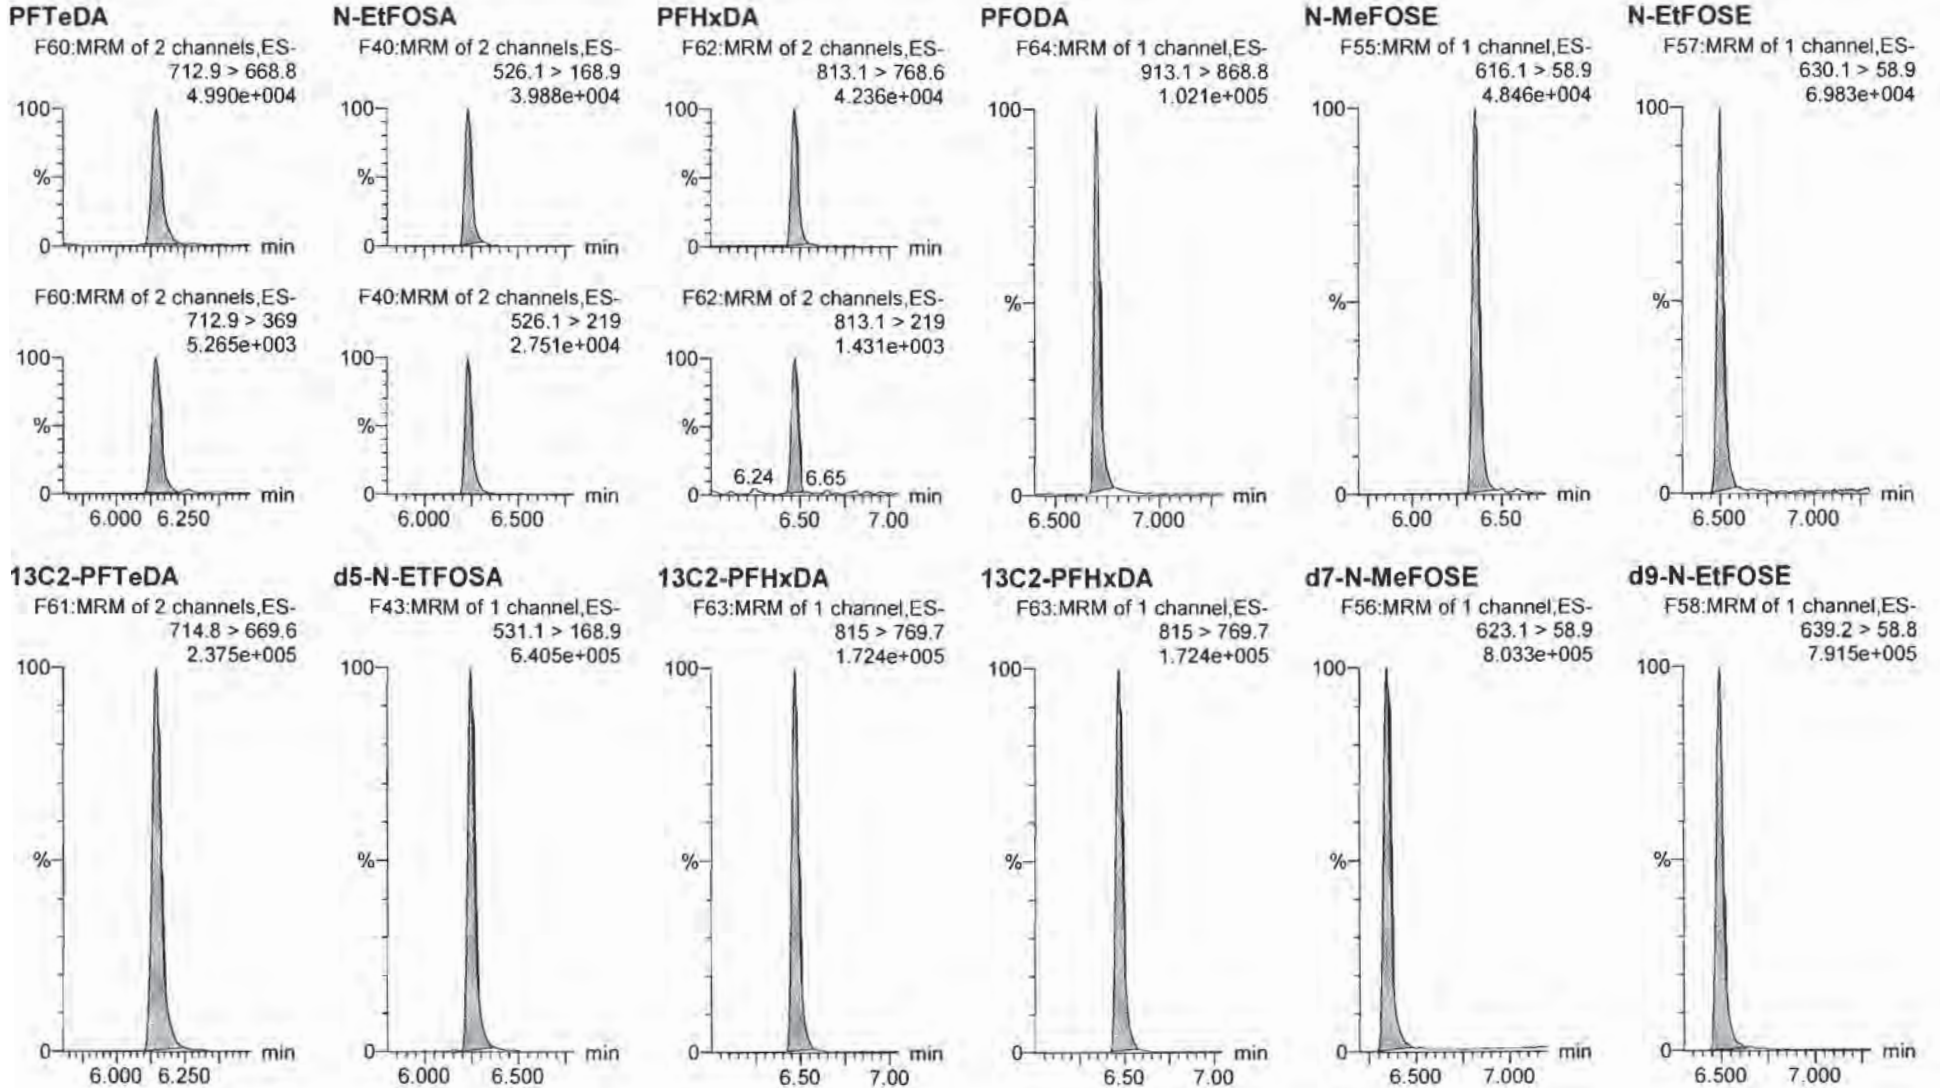 PFTeDA
F60:MRM of 2 channels,ES-
712.9 > 668.8
4.990e+004
100
%
0
min
F60:MRM of 2 channels,ES-
712.9 > 369
5.265e+003
100
%
0
min
6.000 6.250
N-EtFOSA
F40:MRM of 2 channels,ES-
526.1 > 168.9
3.988e+004
100
%
0
min
F40:MRM of 2 channels,ES-
526.1 > 219
2.751e+004
100
%
0
min
6.000 6.500
PFHxDA
F62:MRM of 2 channels,ES-
813.1 > 768.6
4.236e+004
100
%
0
min
F62:MRM of 2 channels,ES-
813.1 > 219
1.431e+003
100
%
6.24 6.65
0
min
6.50 7.00
PFODA
F64:MRM of 1 channel,ES-
913.1 > 868.8
1.021e+005
100
%
0
min
6.500 7.000
N-MeFOSE
F55:MRM of 1 channel,ES-
616.1 > 58.9
4.846e+004
100
%
0
min
6.00 6.50
N-EtFOSE
F57:MRM of 1 channel,ES-
630.1 > 58.9
6.983e+004
100
%
0
min
6.500 7.000
13C2-PFTeDA
F61:MRM of 2 channels,ES-
714.8 > 669.6
2.375e+005
100
%
0
min
6.000 6.250
d5-N-ETFOSA
F43:MRM of 1 channel,ES-
531.1 > 168.9
6.405e+005
100
%
0
min
6.000 6.500
13C2-PFHxDA
F63:MRM of 1 channel,ES-
815 > 769.7
1.724e+005
100
%
0
min
6.50 7.00
13C2-PFHxDA
F63:MRM of 1 channel,ES-
815 > 769.7
1.724e+005
100
%
0
min
6.50 7.00
d7-N-MeFOSE
F56:MRM of 1 channel,ES-
623.1 > 58.9
8.033e+005
100
%
0
min
6.500 7.000
d9-N-EtFOSE
F58:MRM of 1 channel,ES-
639.2 > 58.8
7.915e+005
100
%
0
min
6.500 7.000